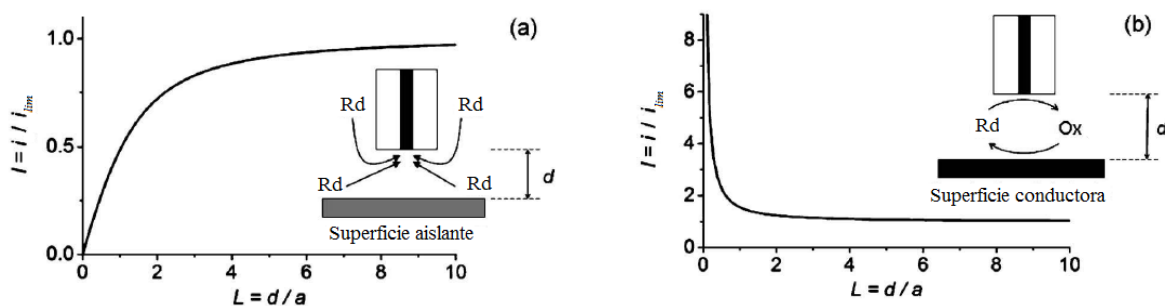 (a)
1.0
0.5
0.0
I = i / i_lim
Rd Rd
Rd Rd
d
Superficie aislante
0 2 4 6 8 10
L = d / a
(b)
8
6
4
2
0
I = i / i_lim
Rd Ox
d
Superficie conductora
0 2 4 6 8 10
L = d / a